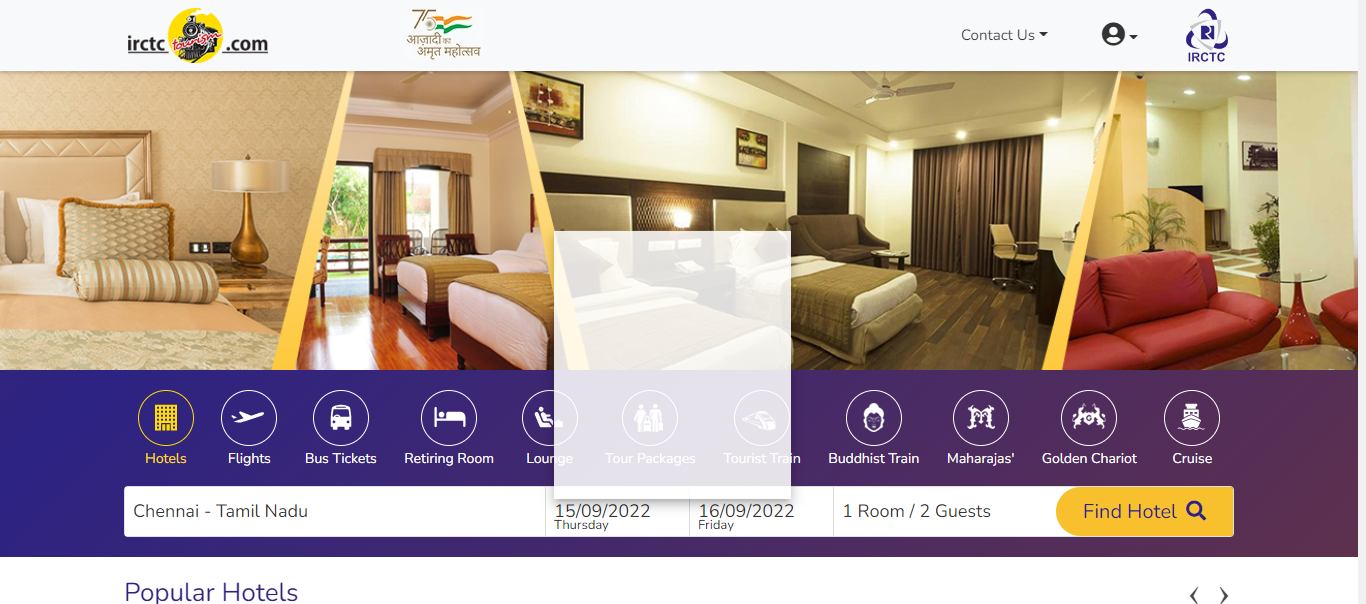 irctc tourism .com
75
आज़ादी का
अमृत महोत्सव
Contact Us
IRCTC
Hotels
Flights
Bus Tickets
Retiring Room
Lounge
Tour Packages
Tourist Train
Buddhist Train
Maharajas'
Golden Chariot
Cruise
Chennai - Tamil Nadu
15/09/2022
Thursday
16/09/2022
Friday
1 Room / 2 Guests
Find Hotel
Popular Hotels